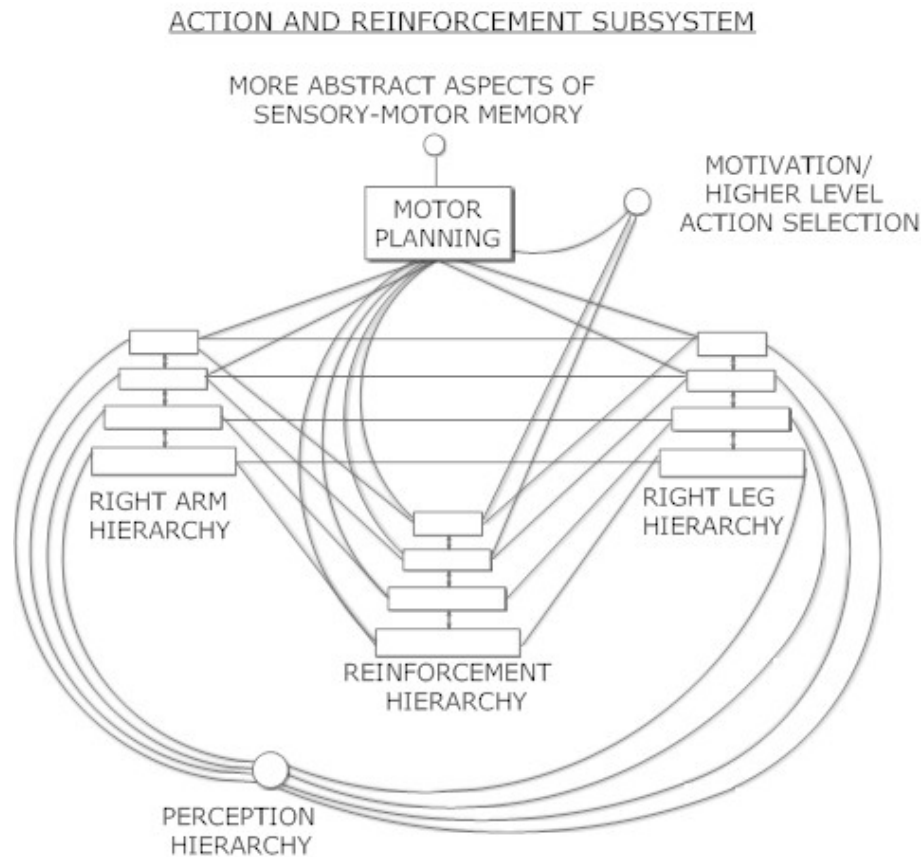 ACTION AND REINFORCEMENT SUBSYSTEM
MORE ABSTRACT ASPECTS OF
SENSORY-MOTOR MEMORY
MOTIVATION/
HIGHER LEVEL
ACTION SELECTION
MOTOR
PLANNING
RIGHT ARM
HIERARCHY
RIGHT LEG
HIERARCHY
REINFORCEMENT
HIERARCHY
PERCEPTION
HIERARCHY